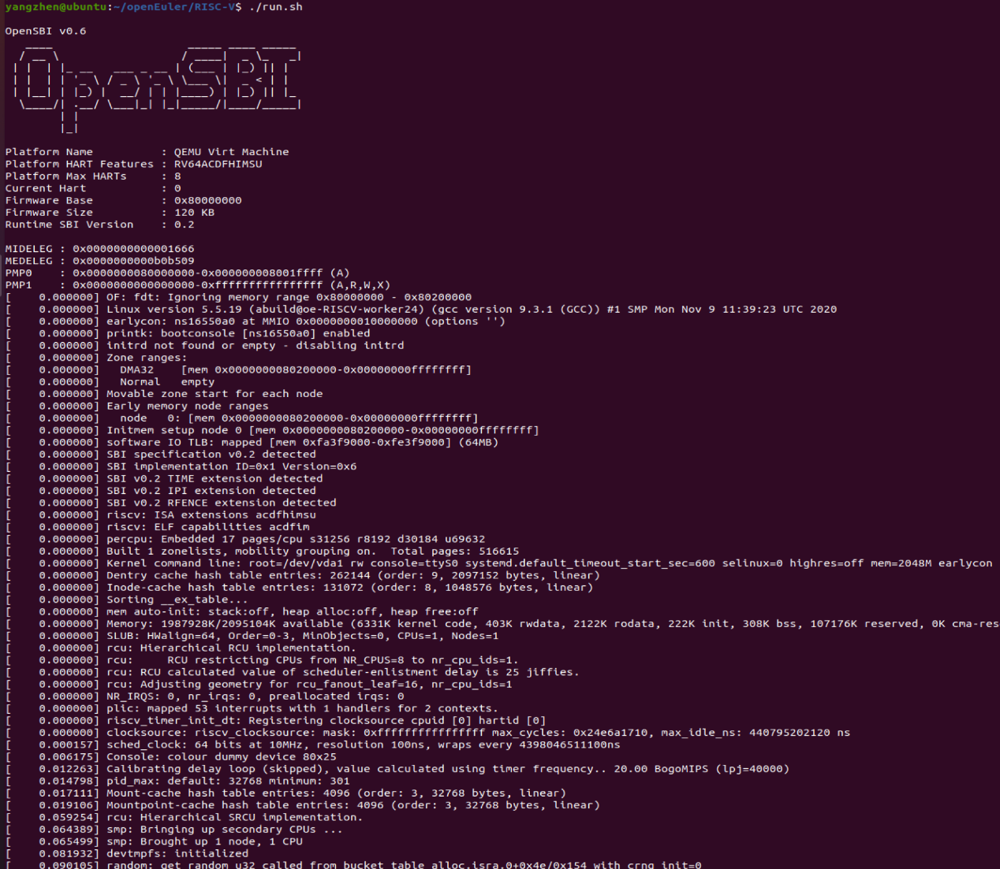 yangzhen@ubuntu:~/openEuler/RISC-V$ ./run.sh
OpenSBI v0.6
OpenSBI
Platform Name : QEMU Virt Machine
Platform HART Features : RV64ACDFHIMSU
Platform Max HARTs : 8
Current Hart : 0
Firmware Base : 0x80000000
Firmware Size : 120 KB
Runtime SBI Version : 0.2
MIDELEG : 0x0000000000001666
MEDELEG : 0x0000000000b0b509
PMP0 : 0x0000000080000000-0x000000008001ffff (A)
PMP1 : 0x0000000000000000-0xffffffffffffffff (A,R,W,X)
[ 0.000000] OF: fdt: Ignoring memory range 0x80000000 - 0x80200000
[ 0.000000] Linux version 5.5.19 (abuild@oe-RISCV-worker24) (gcc version 9.3.1 (GCC)) #1 SMP Mon Nov 9 11:39:23 UTC 2020
[ 0.000000] earlycon: ns16550a0 at MMIO 0x0000000010000000 (options '')
[ 0.000000] printk: bootconsole [ns16550a0] enabled
[ 0.000000] initrd not found or empty - disabling initrd
[ 0.000000] Zone ranges:
[ 0.000000] DMA32 [mem 0x0000000080200000-0x00000000ffffffff]
[ 0.000000] Normal empty
[ 0.000000] Movable zone start for each node
[ 0.000000] Early memory node ranges
[ 0.000000] node 0: [mem 0x0000000080200000-0x00000000ffffffff]
[ 0.000000] Initmem setup node 0 [mem 0x0000000080200000-0x00000000ffffffff]
[ 0.000000] software IO TLB: mapped [mem 0xfa3f9000-0xfe3f9000] (64MB)
[ 0.000000] SBI specification v0.2 detected
[ 0.000000] SBI implementation ID=0x1 Version=0x6
[ 0.000000] SBI v0.2 TIME extension detected
[ 0.000000] SBI v0.2 IPI extension detected
[ 0.000000] SBI v0.2 RFENCE extension detected
[ 0.000000] riscv: ISA extensions acdfhimsu
[ 0.000000] riscv: ELF capabilities acdfim
[ 0.000000] percpu: Embedded 17 pages/cpu s31256 r8192 d30184 u69632
[ 0.000000] Built 1 zonelists, mobility grouping on. Total pages: 516615
[ 0.000000] Kernel command line: root=/dev/vda1 rw console=ttyS0 systemd.default_timeout_start_sec=600 selinux=0 highres=off mem=2048M earlycon
[ 0.000000] Dentry cache hash table entries: 262144 (order: 9, 2097152 bytes, linear)
[ 0.000000] Inode-cache hash table entries: 131072 (order: 8, 1048576 bytes, linear)
[ 0.000000] Sorting __ex_table...
[ 0.000000] mem auto-init: stack:off, heap alloc:off, heap free:off
[ 0.000000] Memory: 1987928K/2095104K available (6331K kernel code, 403K rwdata, 2122K rodata, 222K init, 308K bss, 107176K reserved, 0K cma-res
[ 0.000000] SLUB: HWalign=64, Order=0-3, MinObjects=0, CPUs=1, Nodes=1
[ 0.000000] rcu: Hierarchical RCU implementation.
[ 0.000000] rcu: RCU restricting CPUs from NR_CPUS=8 to nr_cpu_ids=1.
[ 0.000000] rcu: RCU calculated value of scheduler-enlistment delay is 25 jiffies.
[ 0.000000] rcu: Adjusting geometry for rcu_fanout_leaf=16, nr_cpu_ids=1
[ 0.000000] NR_IRQS: 0, nr_irqs: 0, preallocated irqs: 0
[ 0.000000] plic: mapped 53 interrupts with 1 handlers for 2 contexts.
[ 0.000000] riscv_timer_init_dt: Registering clocksource cpuid [0] hartid [0]
[ 0.000000] clocksource: riscv_clocksource: mask: 0xffffffffffffffff max_cycles: 0x24e6a1710, max_idle_ns: 440795202120 ns
[ 0.000157] sched_clock: 64 bits at 10MHz, resolution 100ns, wraps every 4398046511100ns
[ 0.006175] Console: colour dummy device 80x25
[ 0.012263] Calibrating delay loop (skipped), value calculated using timer frequency.. 20.00 BogoMIPS (lpj=40000)
[ 0.014798] pid_max: default: 32768 minimum: 301
[ 0.017111] Mount-cache hash table entries: 4096 (order: 3, 32768 bytes, linear)
[ 0.019106] Mountpoint-cache hash table entries: 4096 (order: 3, 32768 bytes, linear)
[ 0.059254] rcu: Hierarchical SRCU implementation.
[ 0.064389] smp: Bringing up secondary CPUs ...
[ 0.065499] smp: Brought up 1 node, 1 CPU
[ 0.081932] devtmpfs: initialized
[ 0.090105] random: get_random_u32 called from bucket_table_alloc.isra.0+0x4e/0x154 with crng_init=0